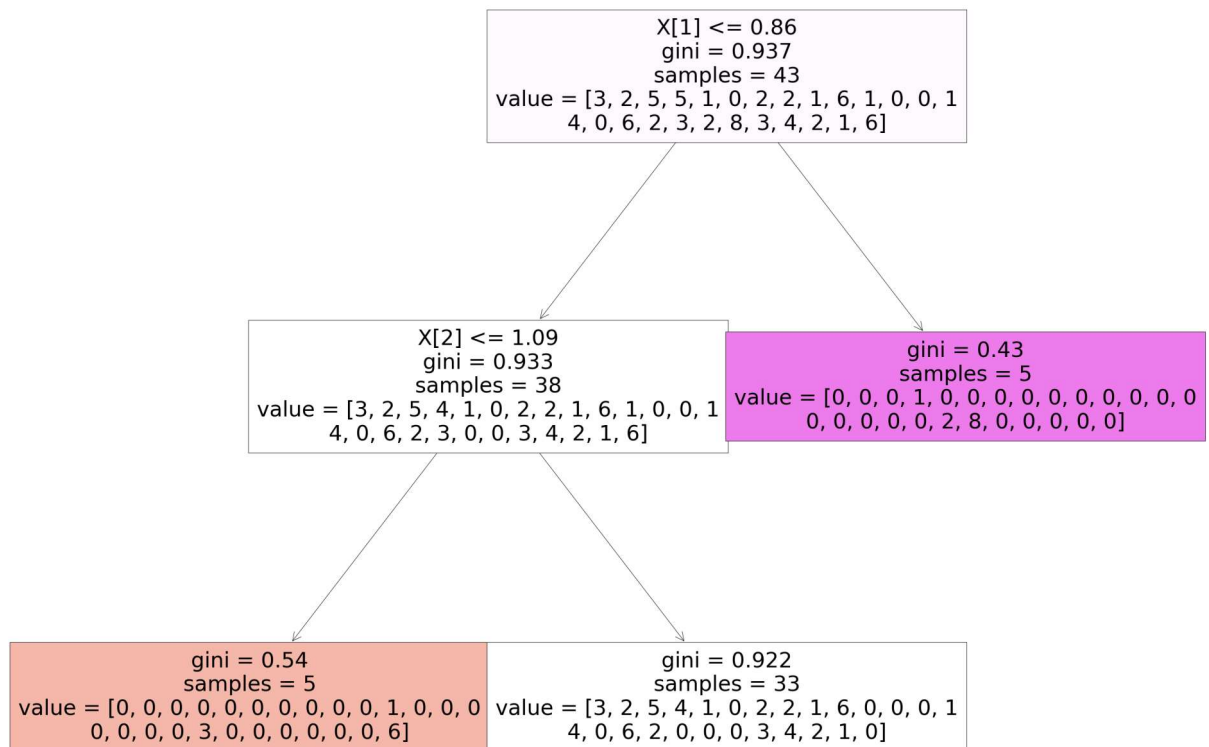 X[1] <= 0.86
gini = 0.937
samples = 43
value = [3, 2, 5, 5, 1, 0, 2, 2, 1, 6, 1, 0, 0, 1
4, 0, 6, 2, 3, 2, 8, 3, 4, 2, 1, 6]
X[2] <= 1.09
gini = 0.933
samples = 38
value = [3, 2, 5, 4, 1, 0, 2, 2, 1, 6, 1, 0, 0, 1
4, 0, 6, 2, 3, 0, 0, 3, 4, 2, 1, 6]
gini = 0.43
samples = 5
value = [0, 0, 0, 1, 0, 0, 0, 0, 0, 0, 0, 0, 0, 0
0, 0, 0, 0, 0, 2, 8, 0, 0, 0, 0, 0]
gini = 0.54
samples = 5
value = [0, 0, 0, 0, 0, 0, 0, 0, 0, 0, 1, 0, 0, 0
0, 0, 0, 0, 3, 0, 0, 0, 0, 0, 0, 6]
gini = 0.922
samples = 33
value = [3, 2, 5, 4, 1, 0, 2, 2, 1, 6, 0, 0, 0, 1
4, 0, 6, 2, 0, 0, 0, 3, 4, 2, 1, 0]